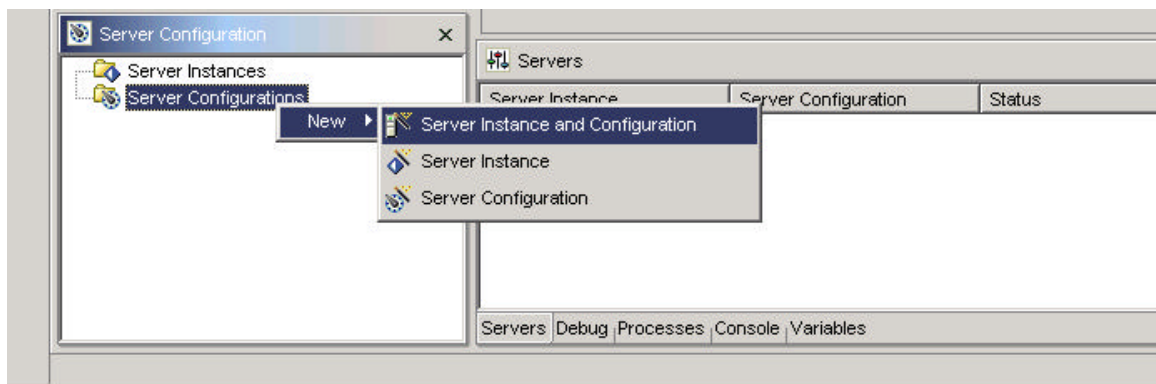 Server Configuration
Server Instances
Server Configurations
New
Server Instance and Configuration
Server Instance
Server Configuration
Servers
Server Instance Server Configuration Status
Servers Debug Processes Console Variables